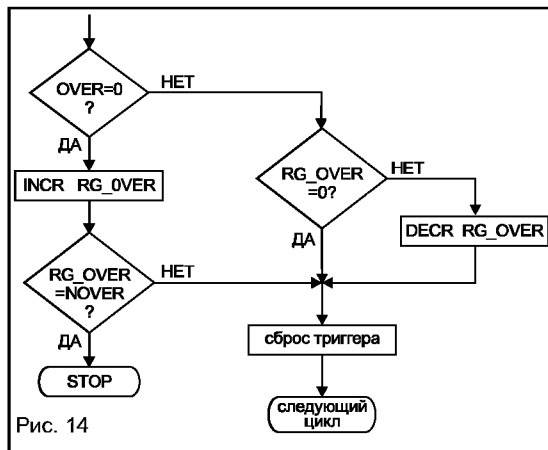 OVER=0
?
НЕТ
ДА
INCR RG_0VER
RG_OVER
=0?
НЕТ
ДА
DECR RG_OVER
RG_OVER
=NOVER
?
НЕТ
ДА
STOP
сброс триггера
следующий
цикл
Рис. 14